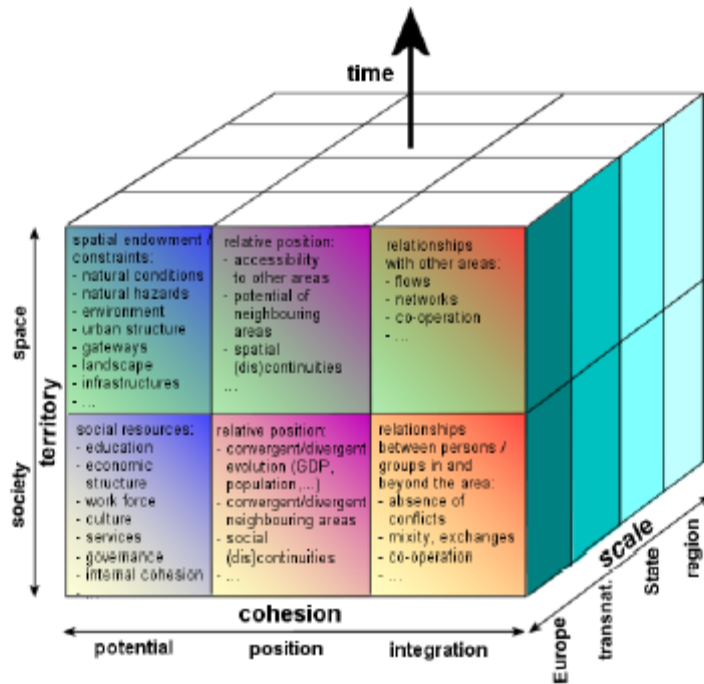 time
spatial endowment /
constraints:
- natural conditions
- natural hazards
- environment
- urban structure
- gateways
- landscape
- infrastructures
- ...
relative position:
- accessibility
to other areas
- potential of
neighbouring
areas
- spatial
(dis)continuities
...
relationships
with other areas:
- flows
- networks
- co-operation
- ...
social resources:
- education
- economic
structure
- work force
- culture
- services
- governance
- internal cohesion
- ...
relative position:
- convergent/divergent
evolution (GDP,
population,...)
- convergent/divergent
neighbouring areas
- social
(dis)continuities
- ...
relationships
between persons /
groups in and
beyond the area:
- absence of
conflicts
- mixity, exchanges
- co-operation
- ...
space
society
territory
cohesion
potential
position
integration
scale
Europe
transnat.
State
region